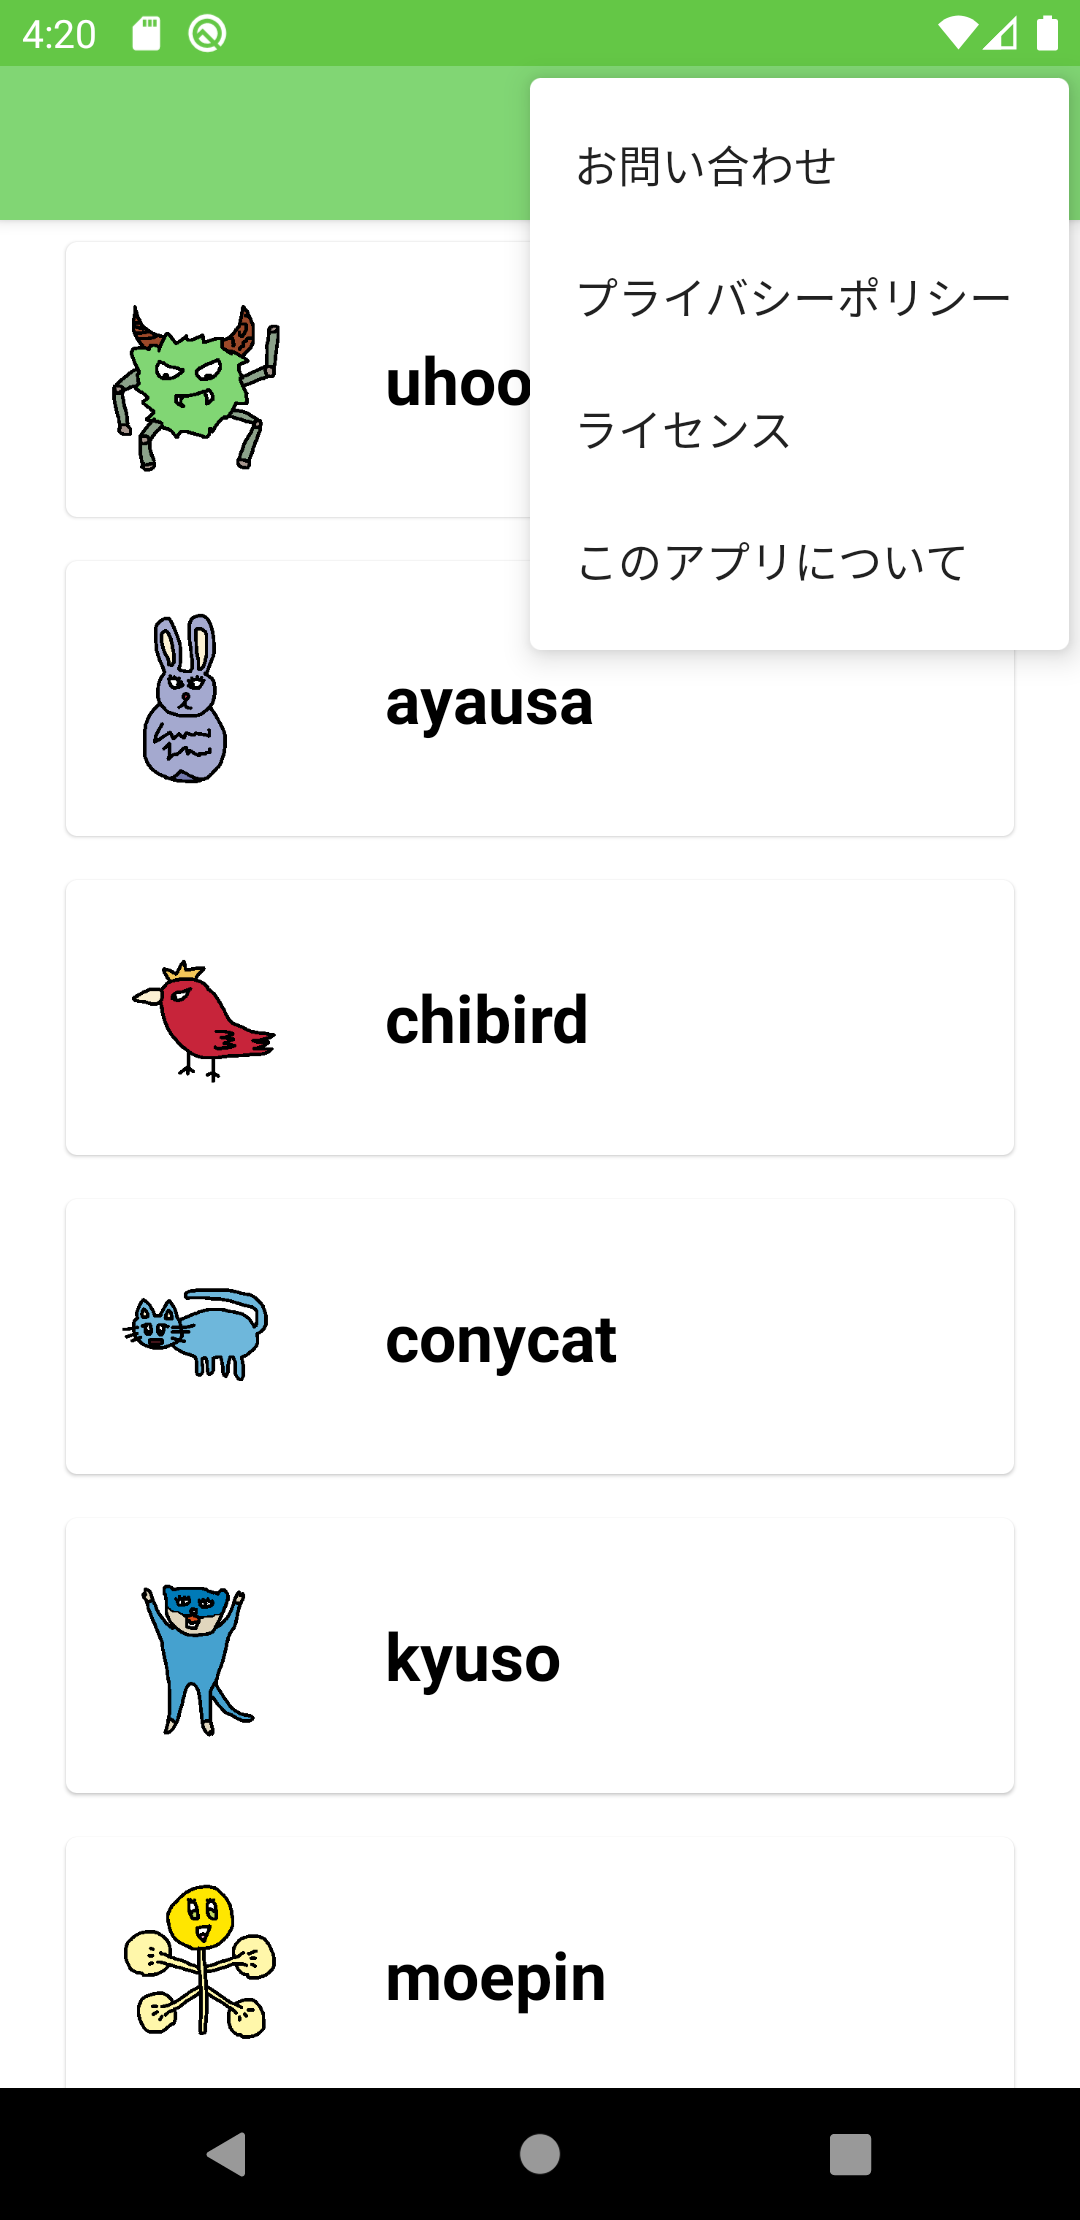 4:20
お問い合わせ
プライバシーポリシー
ライセンス
このアプリについて
uhoo
ayausa
chibird
conycat
kyuso
moepin